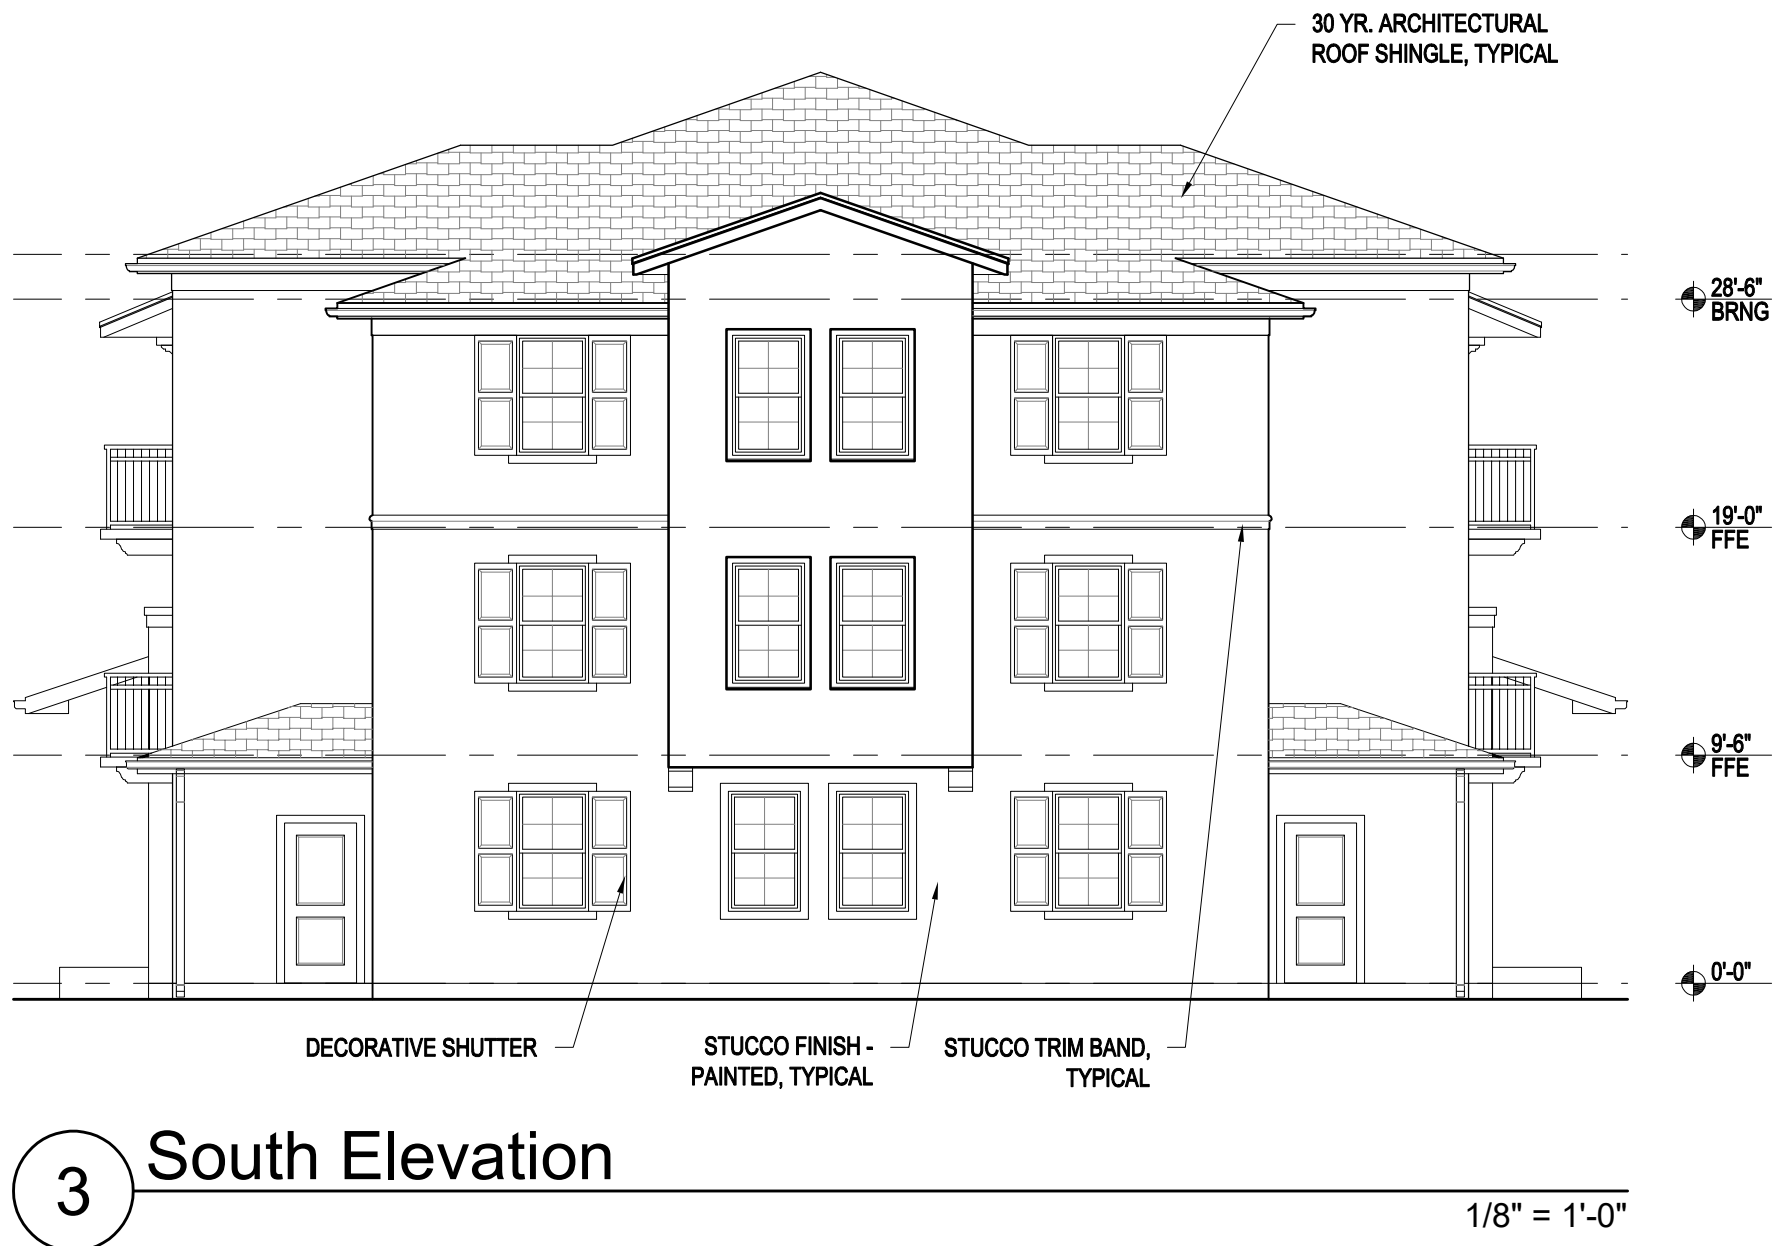 30 YR. ARCHITECTURAL
ROOF SHINGLE, TYPICAL
28'-6"
BRNG
19'-0"
FFE
9'-6"
FFE
0'-0"
DECORATIVE SHUTTER
STUCCO FINISH -
PAINTED, TYPICAL
STUCCO TRIM BAND,
TYPICAL
3
South Elevation
1/8" = 1'-0"